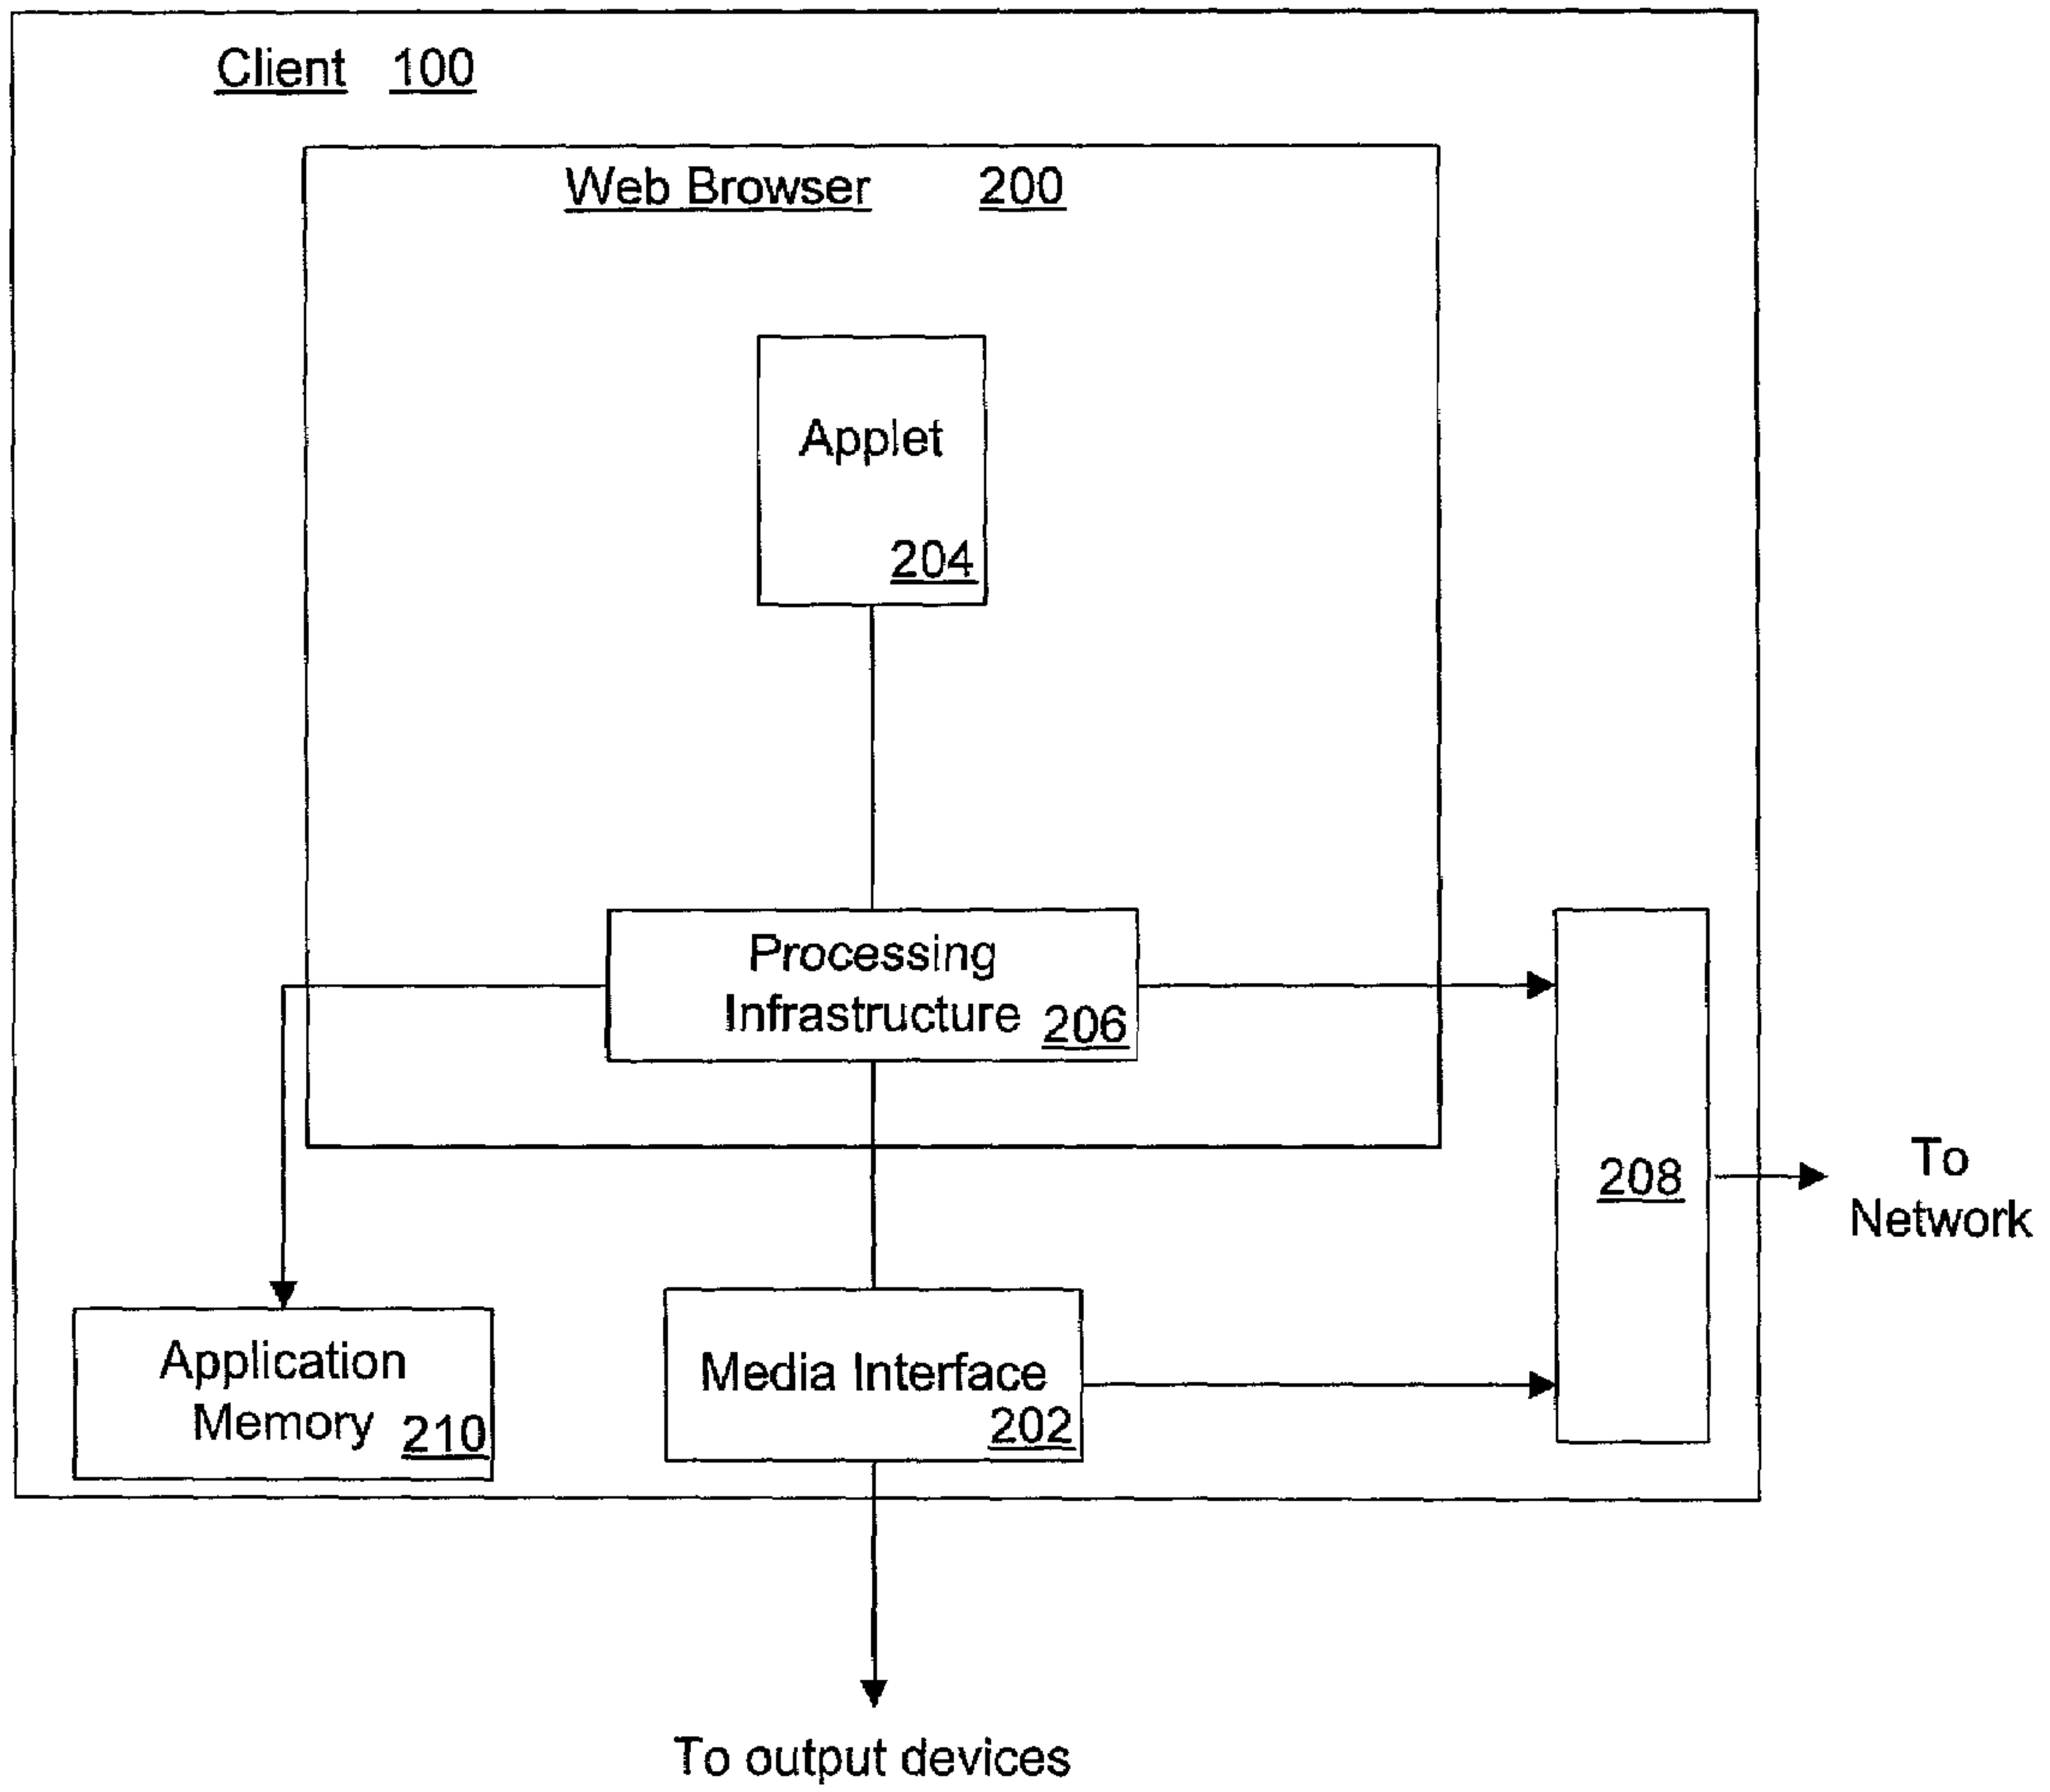 Client 100
Web Browser 200
Applet
204
Processing
Infrastructure 206
208
To
Network
Application
Memory 210
Media Interface
202
To output devices